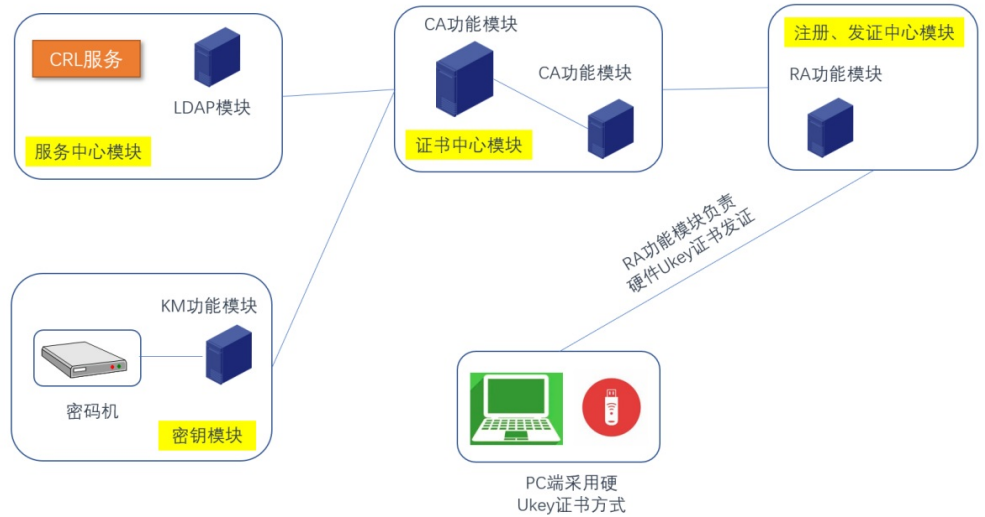 CRL服务
LDAP模块
服务中心模块
CA功能模块
CA功能模块
证书中心模块
注册、发证中心模块
RA功能模块
RA功能模块负责
硬件Ukey证书发证
KM功能模块
密码机
密钥模块
PC端采用硬
Ukey证书方式